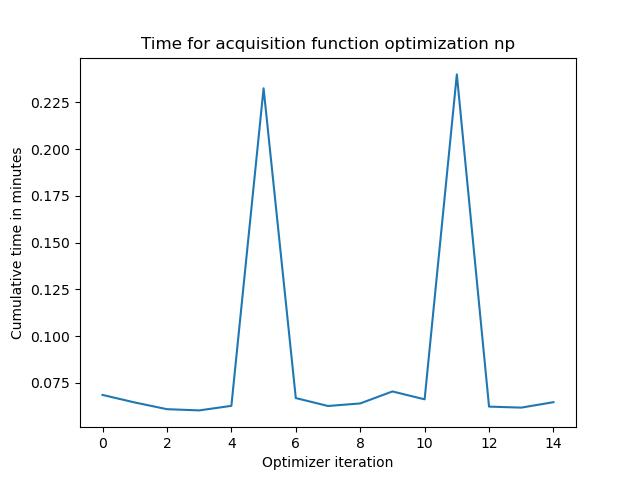 Time for acquisition function optimization np
0.225
0.200
0.175
0.150
0.125
0.100
0.075
Cumulative time in minutes
0 2 4 6 8 10 12 14
Optimizer iteration